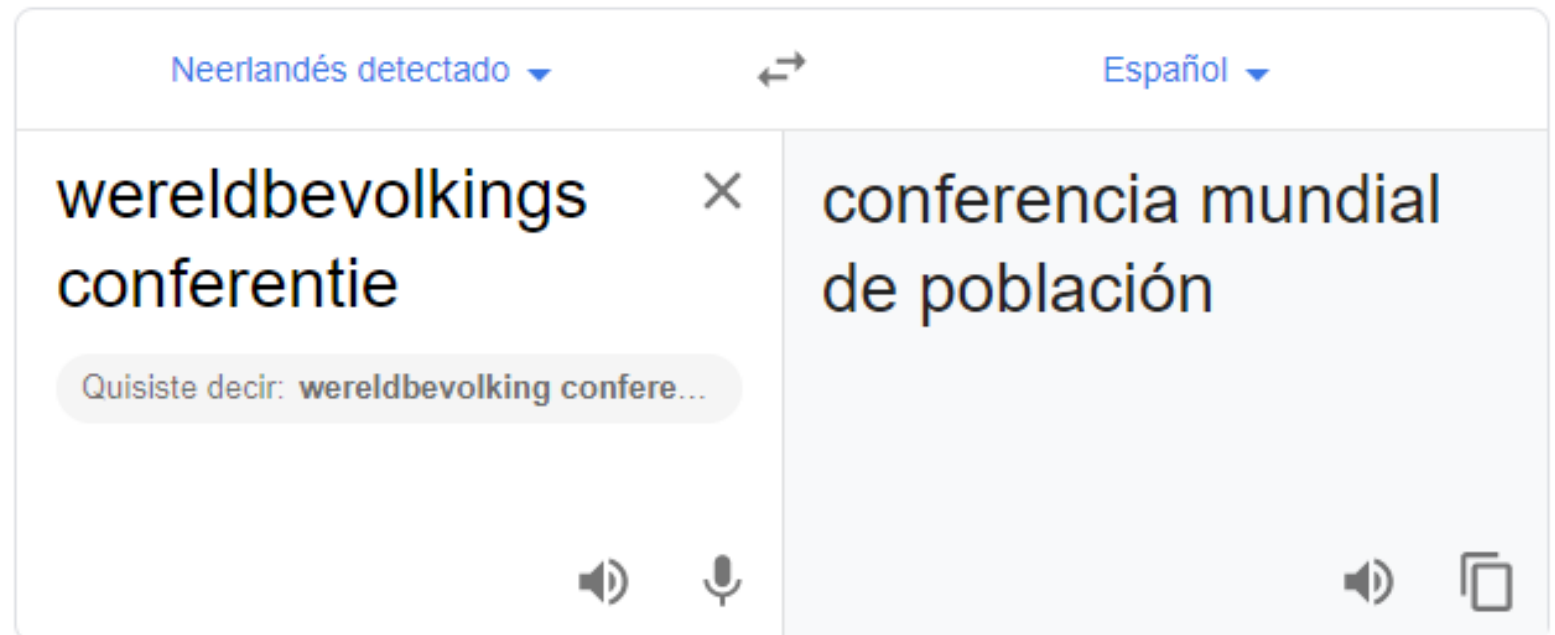 Neerlandés detectado
Español
wereldbevolkings
conferentie
Quisiste decir: wereldbevolking confere...
conferencia mundial
de población